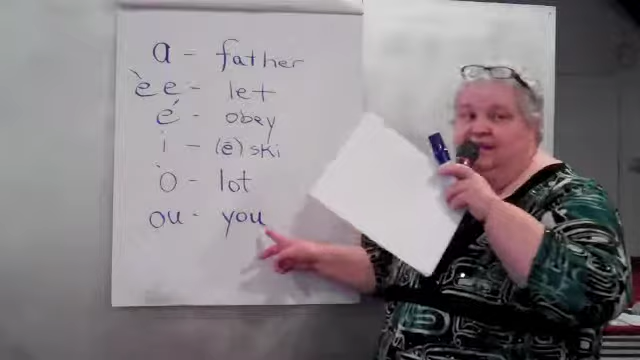 a - father
è e - let
é - obey
i - (ē) ski
ò - lot
ou - you